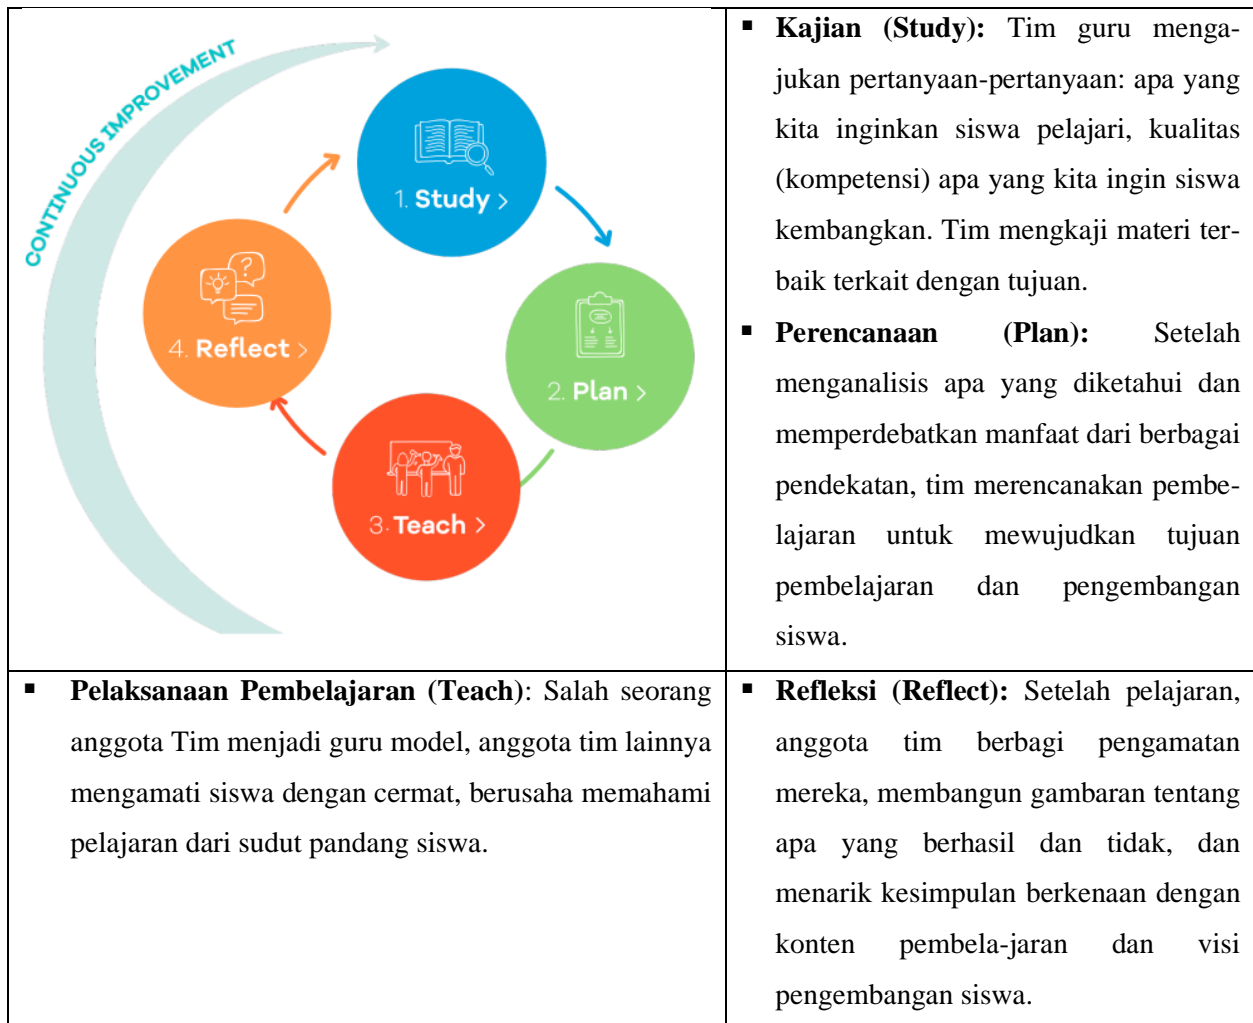 CONTINUOUS IMPROVEMENT
1. Study >
2. Plan >
3. Teach >
4. Reflect >
?
▪ Kajian (Study): Tim guru menga-
jukan pertanyaan-pertanyaan: apa yang
kita inginkan siswa pelajari, kualitas
(kompetensi) apa yang kita ingin siswa
kembangkan. Tim mengkaji materi ter-
baik terkait dengan tujuan.
▪ Perencanaan (Plan): Setelah
menganalisis apa yang diketahui dan
memperdebatkan manfaat dari berbagai
pendekatan, tim merencanakan pembe-
lajaran untuk mewujudkan tujuan
pembelajaran dan pengembangan
siswa.
▪ Pelaksanaan Pembelajaran (Teach): Salah seorang
anggota Tim menjadi guru model, anggota tim lainnya
mengamati siswa dengan cermat, berusaha memahami
pelajaran dari sudut pandang siswa.
▪ Refleksi (Reflect): Setelah pelajaran,
anggota tim berbagi pengamatan
mereka, membangun gambaran tentang
apa yang berhasil dan tidak, dan
menarik kesimpulan berkenaan dengan
konten pembela-jaran dan visi
pengembangan siswa.